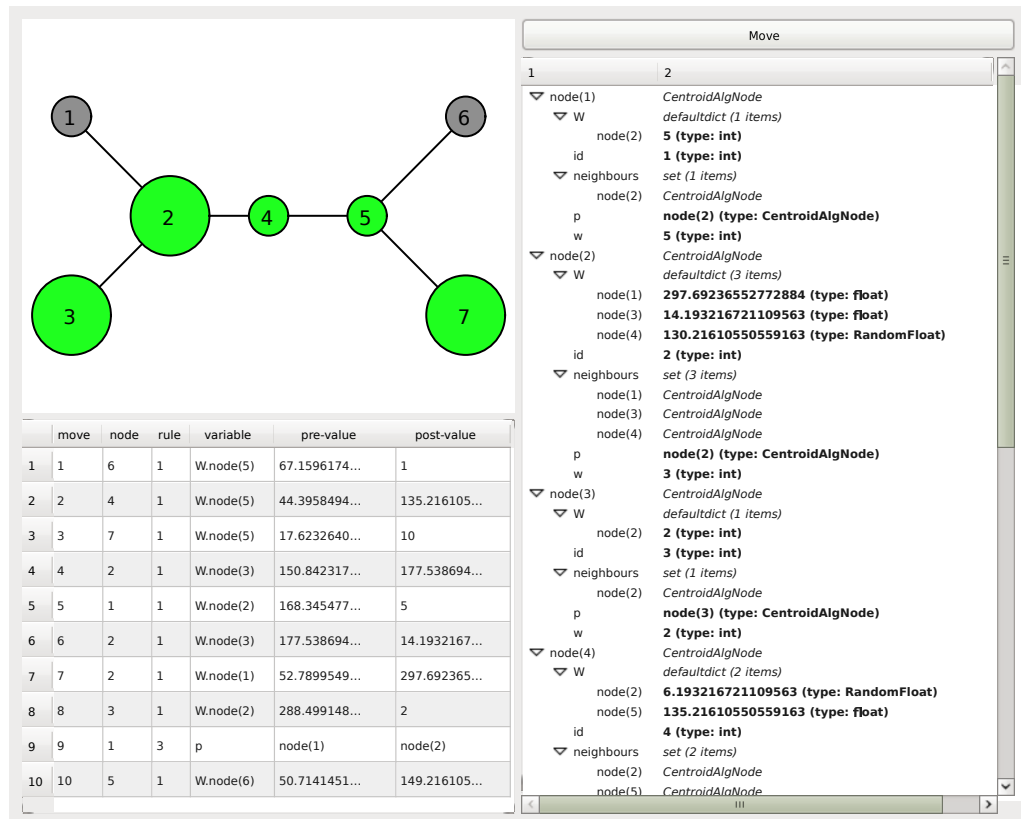 1
6
2
4
5
3
7
move node rule variable pre-value post-value
1 1 6 1 W.node(5) 67.1596174... 1
2 2 4 1 W.node(5) 44.3958494... 135.216105...
3 3 7 1 W.node(5) 17.6232640... 10
4 4 2 1 W.node(3) 150.842317... 177.538694...
5 5 1 1 W.node(2) 168.345477... 5
6 6 2 1 W.node(3) 177.538694... 14.1932167...
7 7 2 1 W.node(1) 52.7899549... 297.692365...
8 8 3 1 W.node(2) 288.499148... 2
9 9 1 3 p node(1) node(2)
10 10 5 1 W.node(6) 50.7141451... 149.216105...
Move
1 2
node(1) CentroidAlgNode
W defaultdict (1 items)
node(2) 5 (type: int)
id 1 (type: int)
neighbours set (1 items)
node(2) CentroidAlgNode
p node(2) (type: CentroidAlgNode)
w 5 (type: int)
node(2) CentroidAlgNode
W defaultdict (3 items)
node(1) 297.69236552772884 (type: float)
node(3) 14.193216721109563 (type: float)
node(4) 130.21610550559163 (type: RandomFloat)
id 2 (type: int)
neighbours set (3 items)
node(1) CentroidAlgNode
node(3) CentroidAlgNode
node(4) CentroidAlgNode
p node(2) (type: CentroidAlgNode)
w 3 (type: int)
node(3) CentroidAlgNode
W defaultdict (1 items)
node(2) 2 (type: int)
id 3 (type: int)
neighbours set (1 items)
node(2) CentroidAlgNode
p node(3) (type: CentroidAlgNode)
w 2 (type: int)
node(4) CentroidAlgNode
W defaultdict (2 items)
node(2) 6.193216721109563 (type: RandomFloat)
node(5) 135.21610550559163 (type: float)
id 4 (type: int)
neighbours set (2 items)
node(2) CentroidAlgNode
node(5) CentroidAlgNode